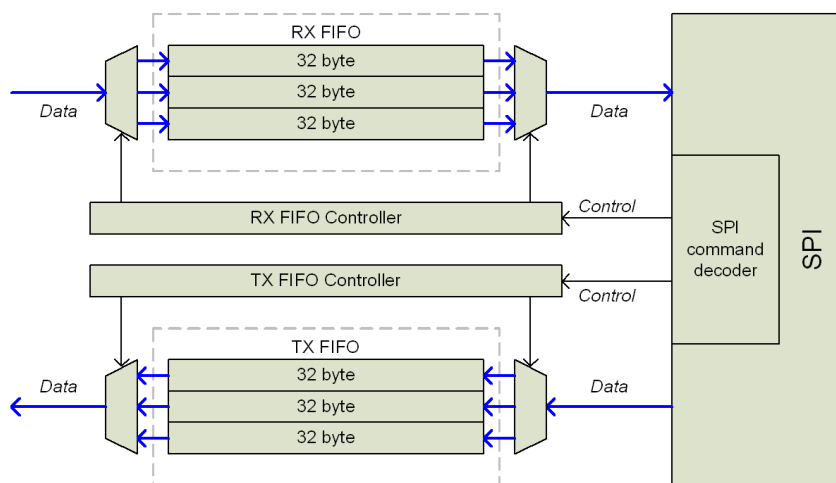 RX FIFO
32 byte
32 byte
32 byte
Data
Data
RX FIFO Controller
Control
SPI
command
decoder
SPI
TX FIFO Controller
Control
TX FIFO
32 byte
32 byte
32 byte
Data
Data